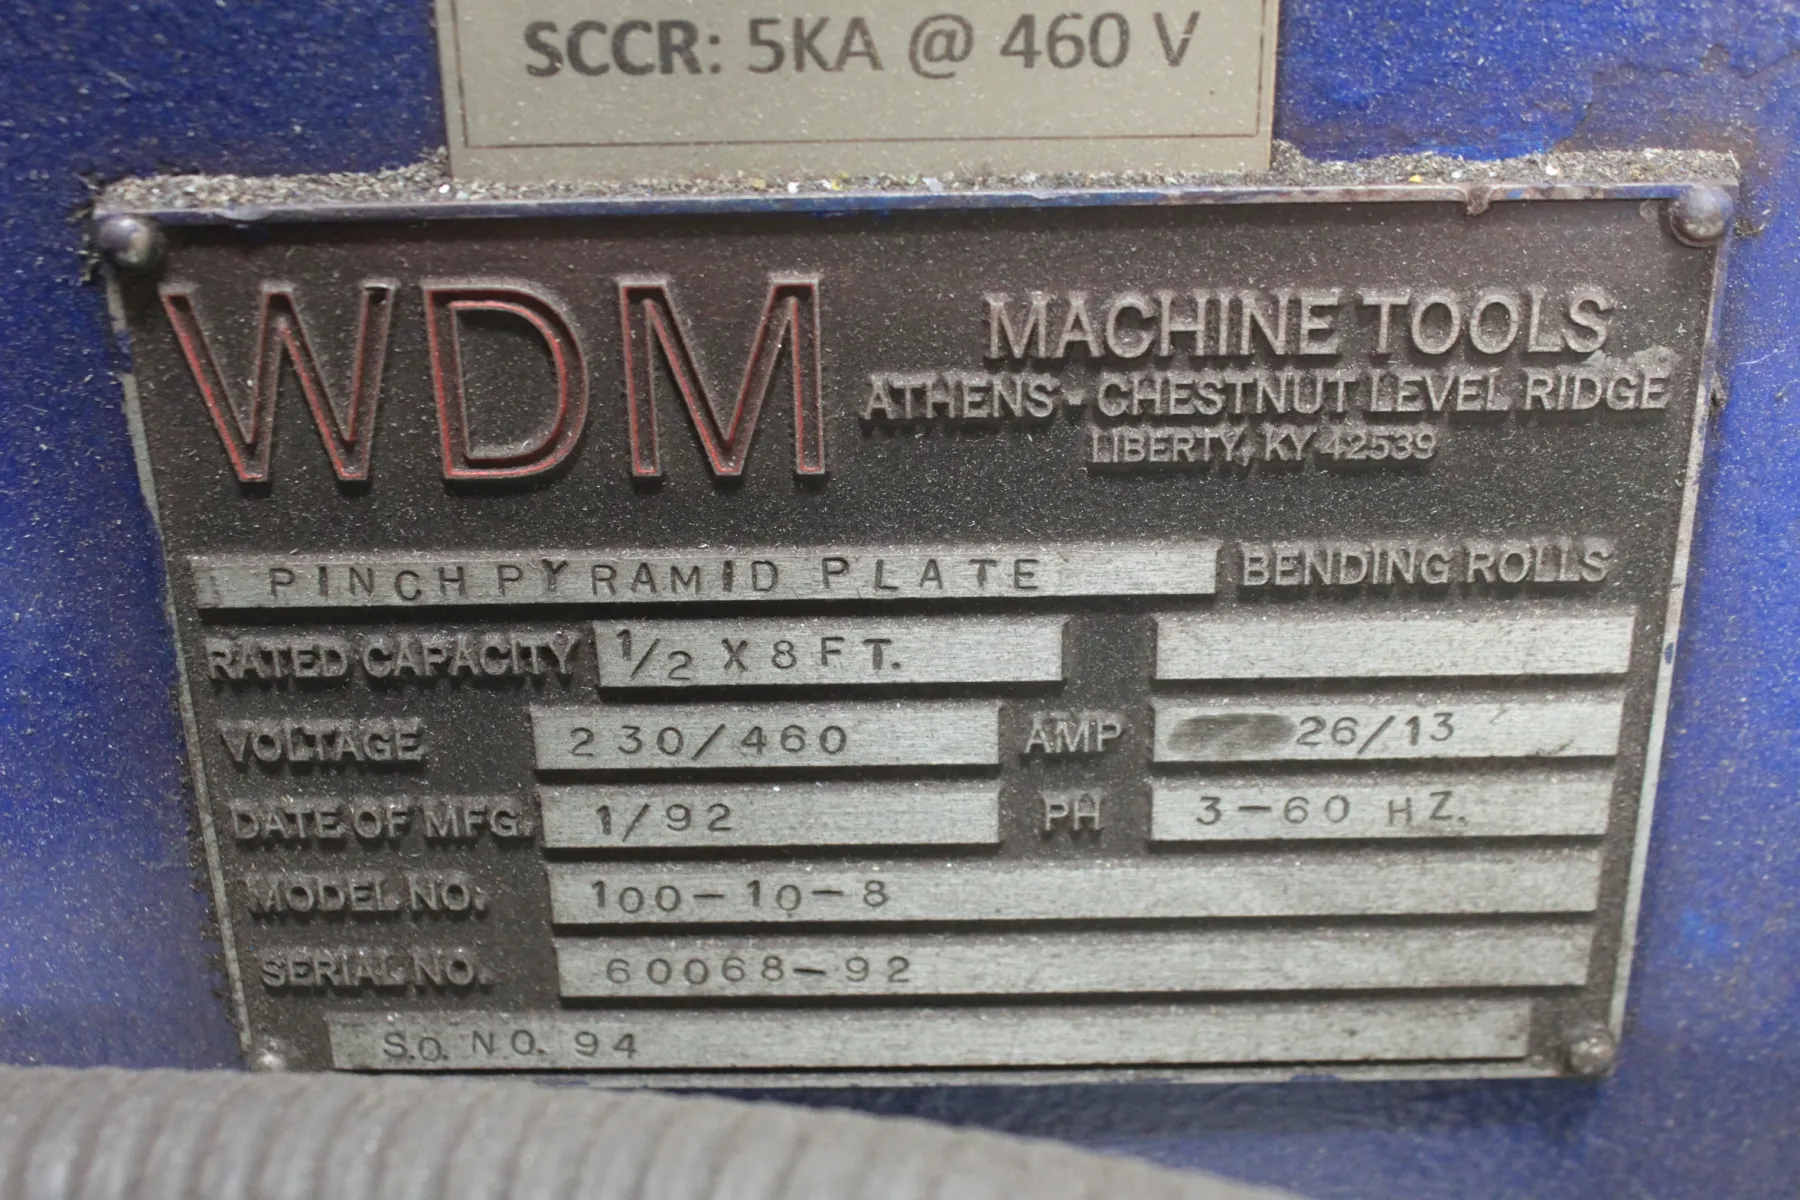 SCCR: 5KA @ 460 V
WDM
MACHINE TOOLS
ATHENS - CHESTNUT LEVEL RIDGE
LIBERTY, KY 42539
PINCH PYRAMID PLATE BENDING ROLLS
RATED CAPACITY 1/2 X 8 FT.
VOLTAGE 230/460 AMP 26/13
DATE OF MFG. 1/92 PH 3-60 HZ.
MODEL NO. 100-10-8
SERIAL NO. 60068-92
S.O. NO. 94